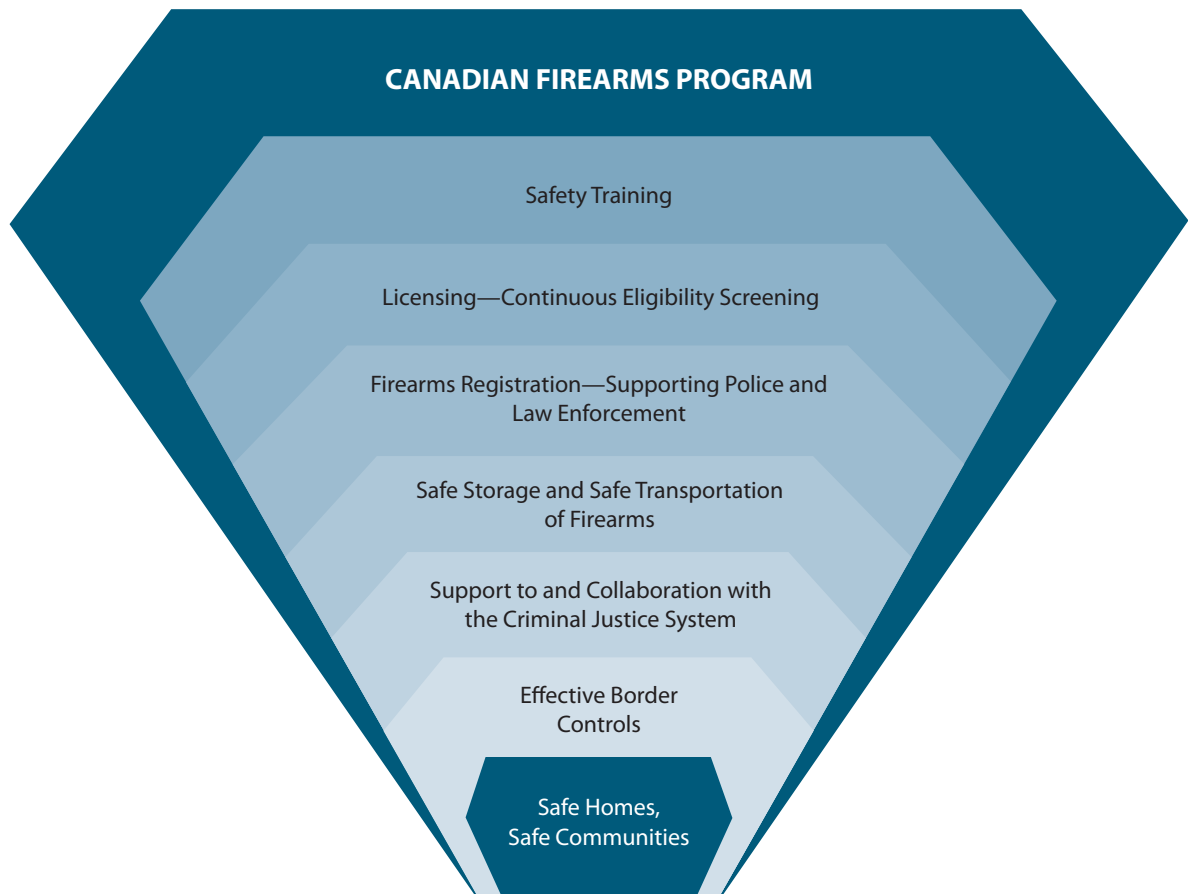 CANADIAN FIREARMS PROGRAM
Safety Training
Licensing—Continuous Eligibility Screening
Firearms Registration—Supporting Police and
Law Enforcement
Safe Storage and Safe Transportation
of Firearms
Support to and Collaboration with
the Criminal Justice System
Effective Border
Controls
Safe Homes,
Safe Communities